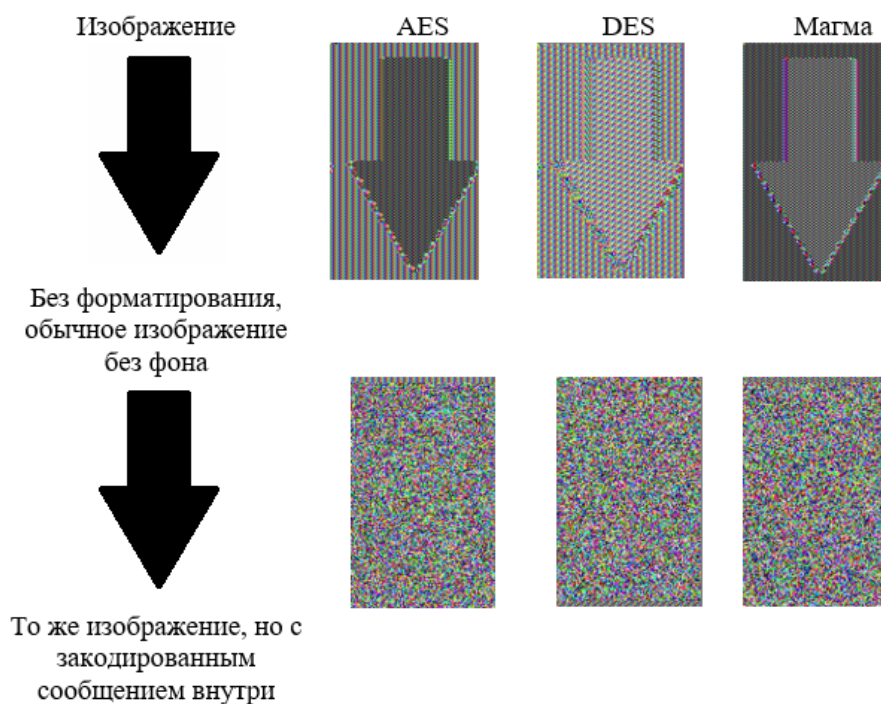 Изображение
AES
DES
Магма
Без форматирования,
обычное изображение
без фона
То же изображение, но с
закодированным
сообщением внутри